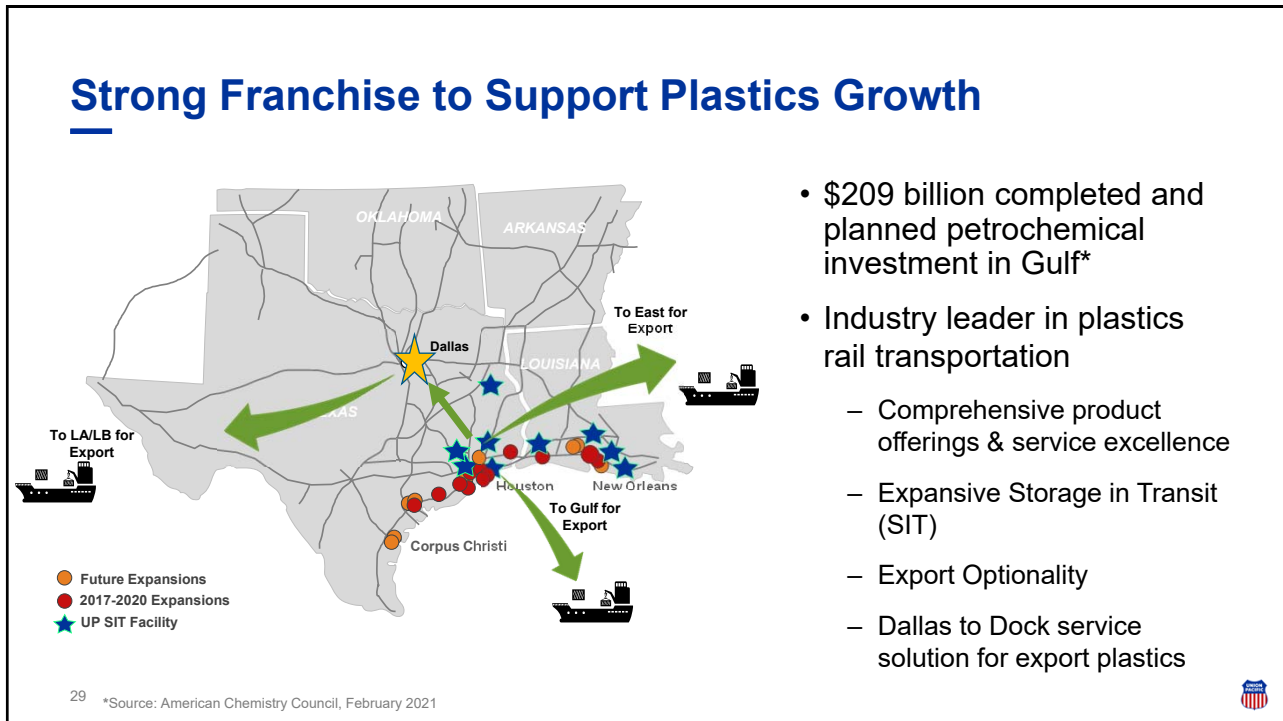 Strong Franchise to Support Plastics Growth
OKLAHOMA
ARKANSAS
To East for
Export
Dallas
LOUISIANA
TEXAS
To LA/LB for
Export
Houston
New Orleans
To Gulf for
Export
Corpus Christi
Future Expansions
2017-2020 Expansions
UP SIT Facility
• $209 billion completed and
planned petrochemical
investment in Gulf*
• Industry leader in plastics
rail transportation
– Comprehensive product
offerings & service excellence
– Expansive Storage in Transit
(SIT)
– Export Optionality
– Dallas to Dock service
solution for export plastics
29
*Source: American Chemistry Council, February 2021
UNION
PACIFIC